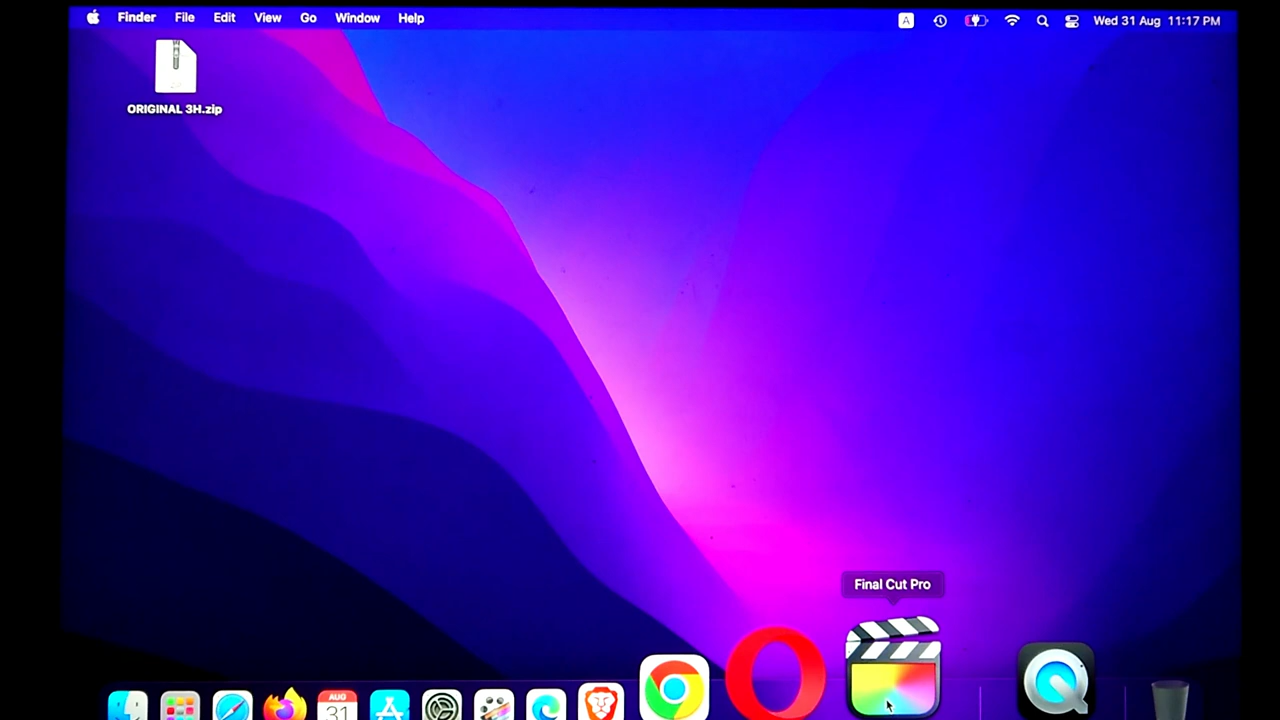 Finder File Edit View Go Window Help
A Wed 31 Aug 11:17 PM
ORIGINAL 3H.zip
Final Cut Pro
AUG
31